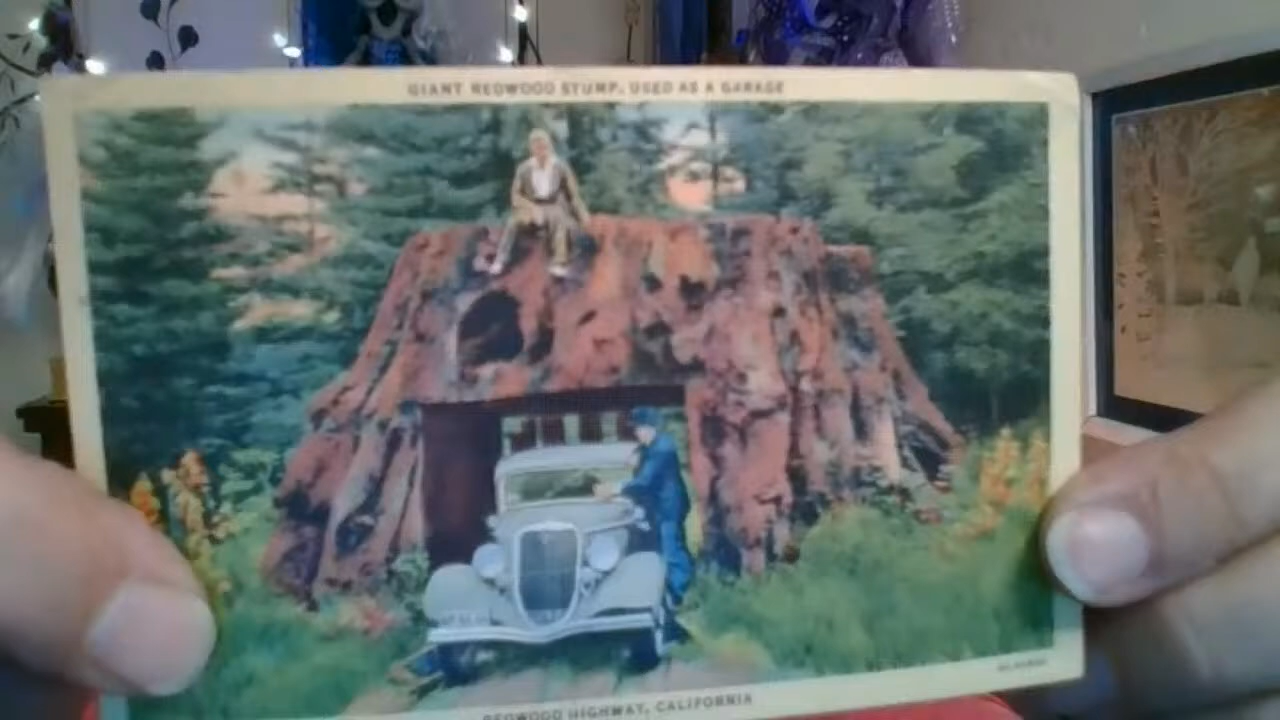 GIANT REDWOOD STUMP, USED AS A GARAGE
REDWOOD HIGHWAY, CALIFORNIA